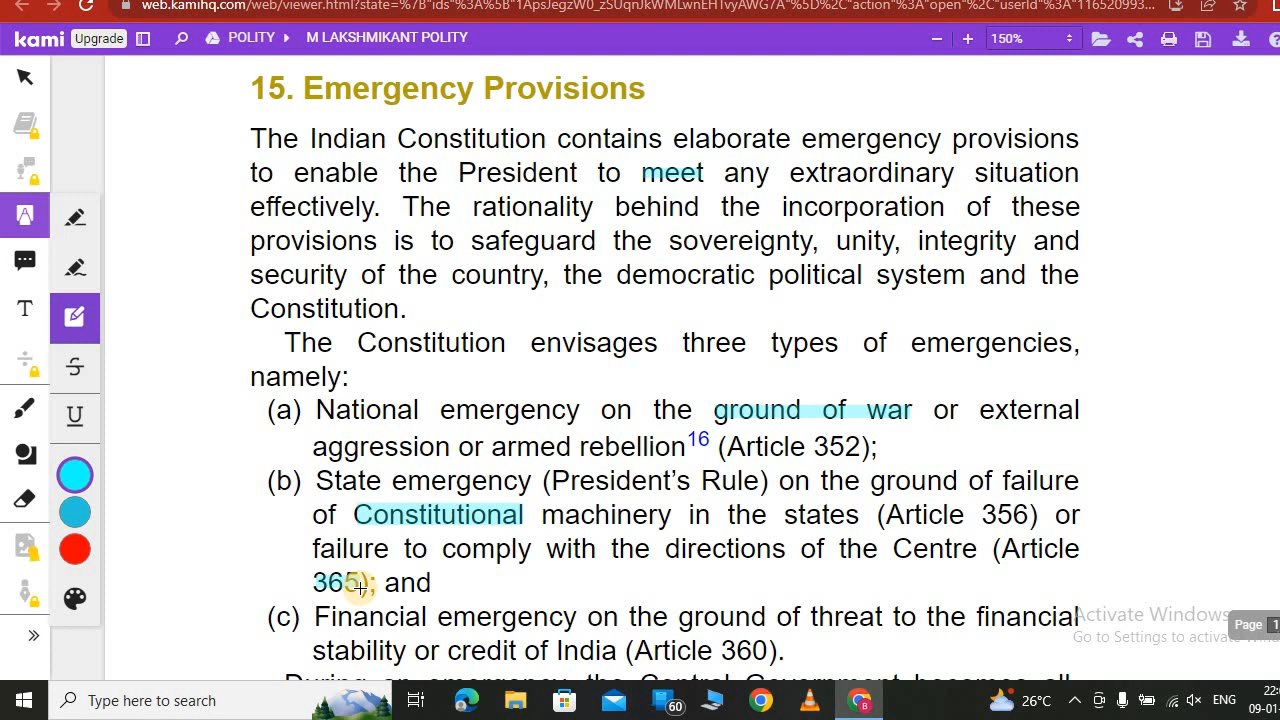 web.kamihq.com/web/viewer.html?state=%7B"ids"%3A%5B"1ApsJegzW0_zSUqnJkWMLwnEHTvyAWG7A"%5D%2C"action"%3A"open"%2C"userId"%3A"116520993...
kami Upgrade POLITY M LAKSHMIKANT POLITY 150%
15. Emergency Provisions
The Indian Constitution contains elaborate emergency provisions
to enable the President to meet any extraordinary situation
effectively. The rationality behind the incorporation of these
provisions is to safeguard the sovereignty, unity, integrity and
security of the country, the democratic political system and the
Constitution.
The Constitution envisages three types of emergencies,
namely:
(a) National emergency on the ground of war or external
aggression or armed rebellion16 (Article 352);
(b) State emergency (President's Rule) on the ground of failure
of Constitutional machinery in the states (Article 356) or
failure to comply with the directions of the Centre (Article
365); and
(c) Financial emergency on the ground of threat to the financial
stability or credit of India (Article 360).
Activate Windows
Go to Settings to activate
Page 1
Type here to search
60
26°C
ENG
22:
09-01-